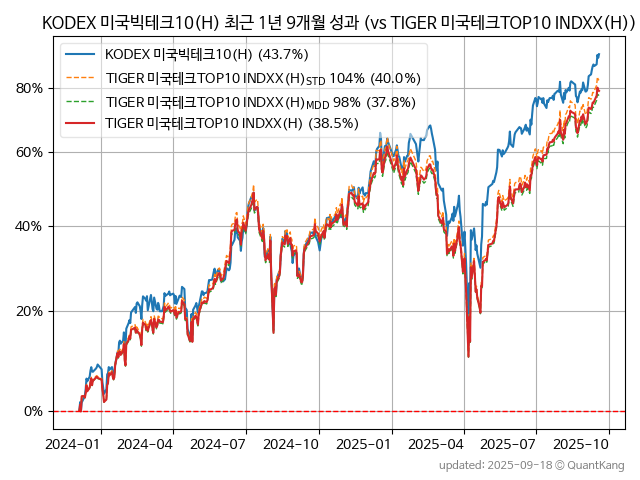 KODEX 미국빅테크10(H) 최근 1년 9개월 성과 (vs TIGER 미국테크TOP10 INDXX(H))
KODEX 미국빅테크10(H) (43.7%)
TIGER 미국테크TOP10 INDXX(H)STD 104% (40.0%)
TIGER 미국테크TOP10 INDXX(H)MDD 98% (37.8%)
TIGER 미국테크TOP10 INDXX(H) (38.5%)
80%
60%
40%
20%
0%
2024-01 2024-04 2024-07 2024-10 2025-01 2025-04 2025-07 2025-10
updated: 2025-09-18 © QuantKang